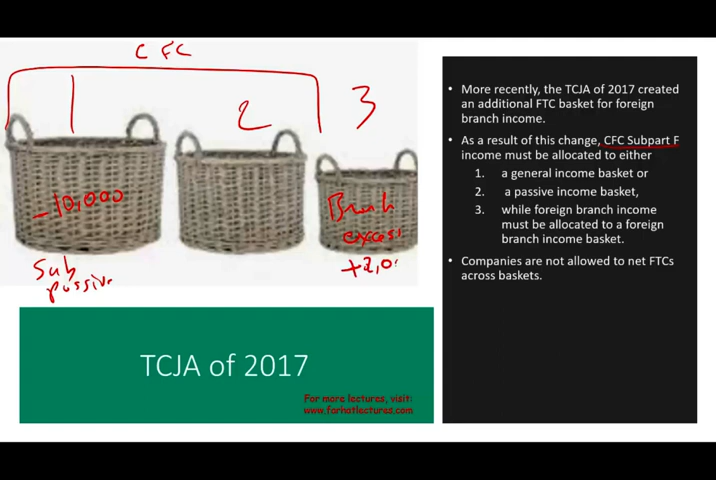 CFC
1
2
3
-10,000
Sub
passive
Branch
excess
+2,0
TCJA of 2017
For more lectures, visit:
www.farhatlectures.com
• More recently, the TCJA of 2017 created
an additional FTC basket for foreign
branch income.
• As a result of this change, CFC Subpart F
income must be allocated to either
1. a general income basket or
2. a passive income basket,
3. while foreign branch income
must be allocated to a foreign
branch income basket.
• Companies are not allowed to net FTCs
across baskets.